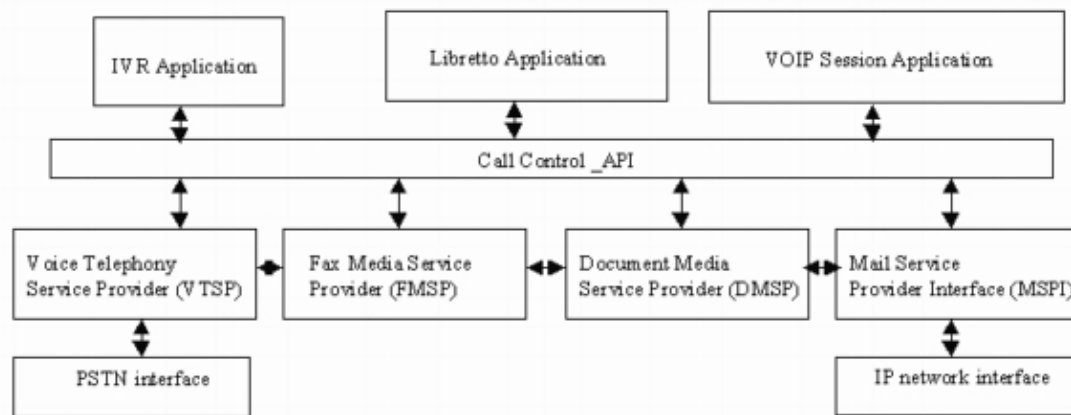 IVR Application
Libretto Application
VOIP Session Application
Call Control _API
Voice Telephony
Service Provider (VTSP)
Fax Media Service
Provider (FMSP)
Document Media
Service Provider (DMSP)
Mail Service
Provider Interface (MSPI)
PSTN interface
IP network interface